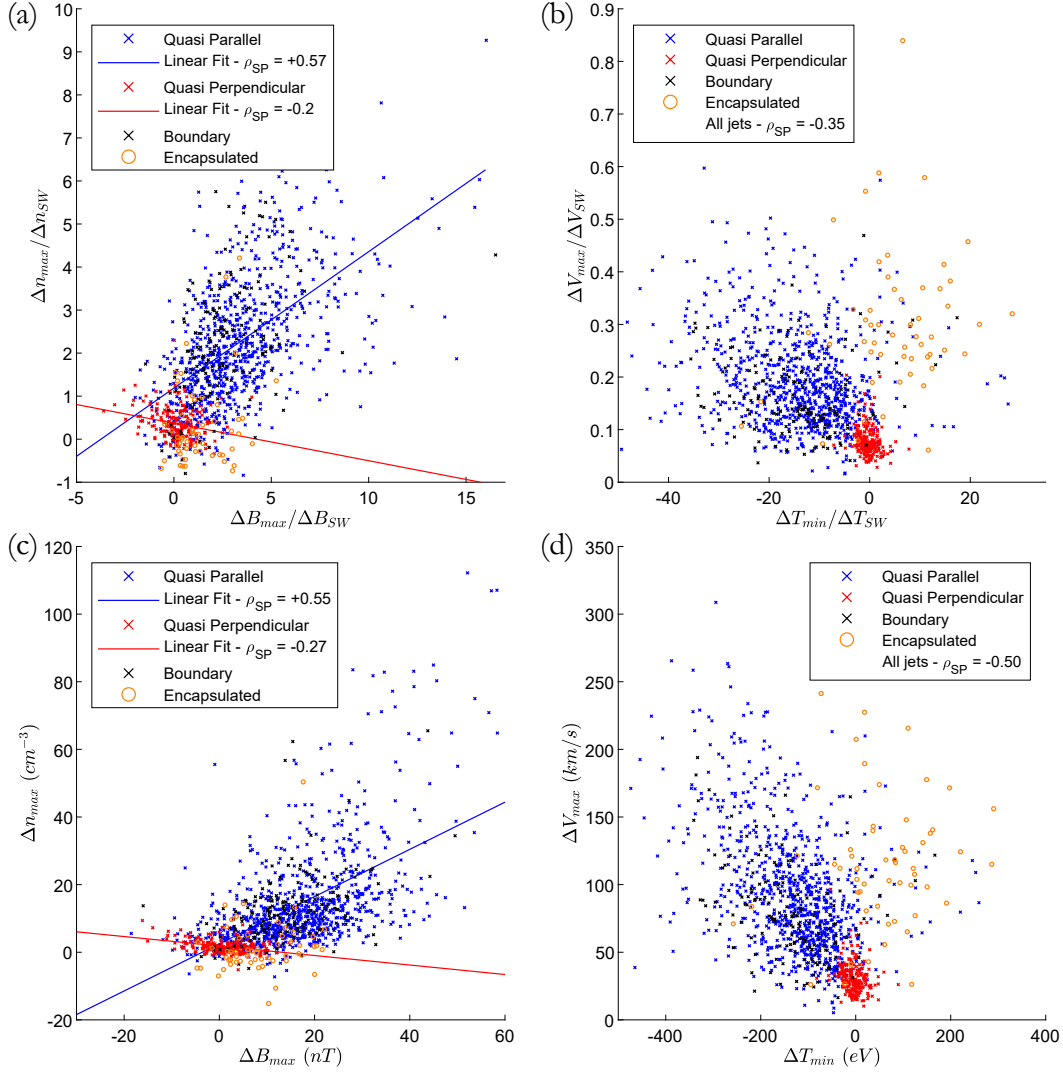 (a)
10
9
8
7
6
5
4
3
2
1
0
-1
-5
0
5
10
15
Δn_max/Δn_SW
ΔB_max/ΔB_SW
Quasi Parallel
Linear Fit - ρ_SP = +0.57
Quasi Perpendicular
Linear Fit - ρ_SP = -0.2
Boundary
Encapsulated
(b)
0.9
0.8
0.7
0.6
0.5
0.4
0.3
0.2
0.1
0
-40
-20
0
20
ΔV_max/ΔV_SW
ΔT_min/ΔT_SW
Quasi Parallel
Quasi Perpendicular
Boundary
Encapsulated
All jets - ρ_SP = -0.35
(c)
120
100
80
60
40
20
0
-20
-20
0
20
40
60
Δn_max (cm⁻³)
ΔB_max (nT)
Quasi Parallel
Linear Fit - ρ_SP = +0.55
Quasi Perpendicular
Linear Fit - ρ_SP = -0.27
Boundary
Encapsulated
(d)
350
300
250
200
150
100
50
0
-400
-200
0
200
400
ΔV_max (km/s)
ΔT_min (eV)
Quasi Parallel
Quasi Perpendicular
Boundary
Encapsulated
All jets - ρ_SP = -0.50